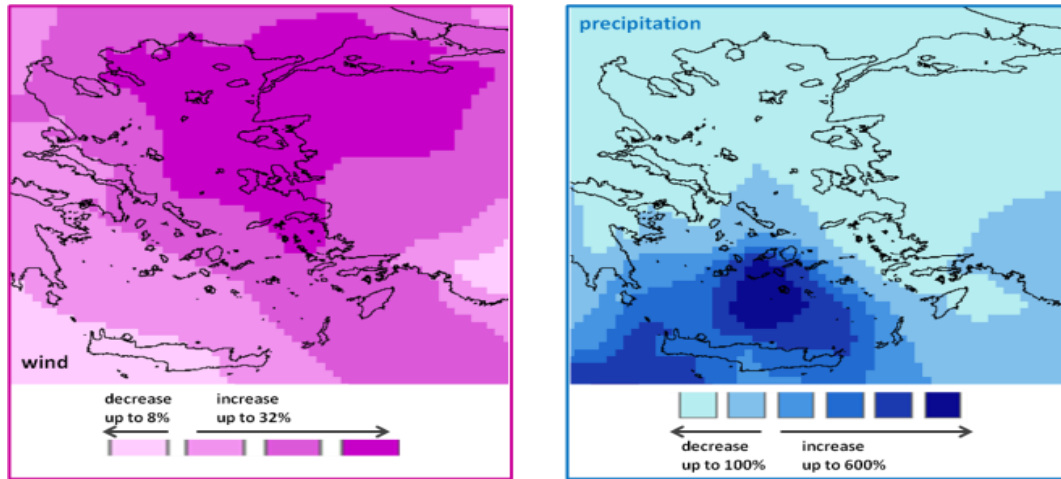 wind
decrease increase
up to 8% up to 32%
precipitation
decrease increase
up to 100% up to 600%